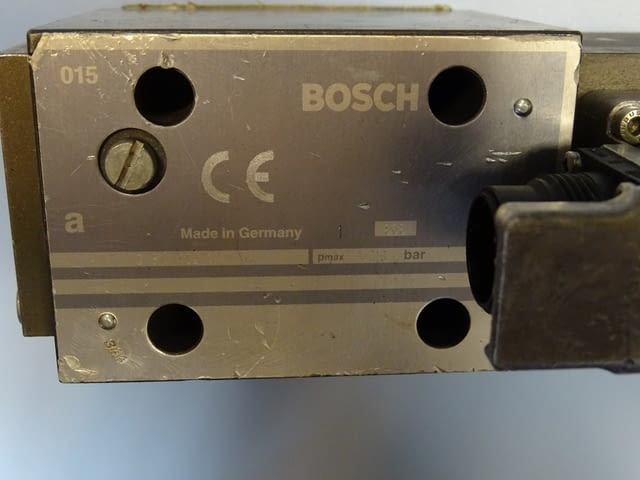 015
BOSCH
CE
a
Made in Germany
pmax bar